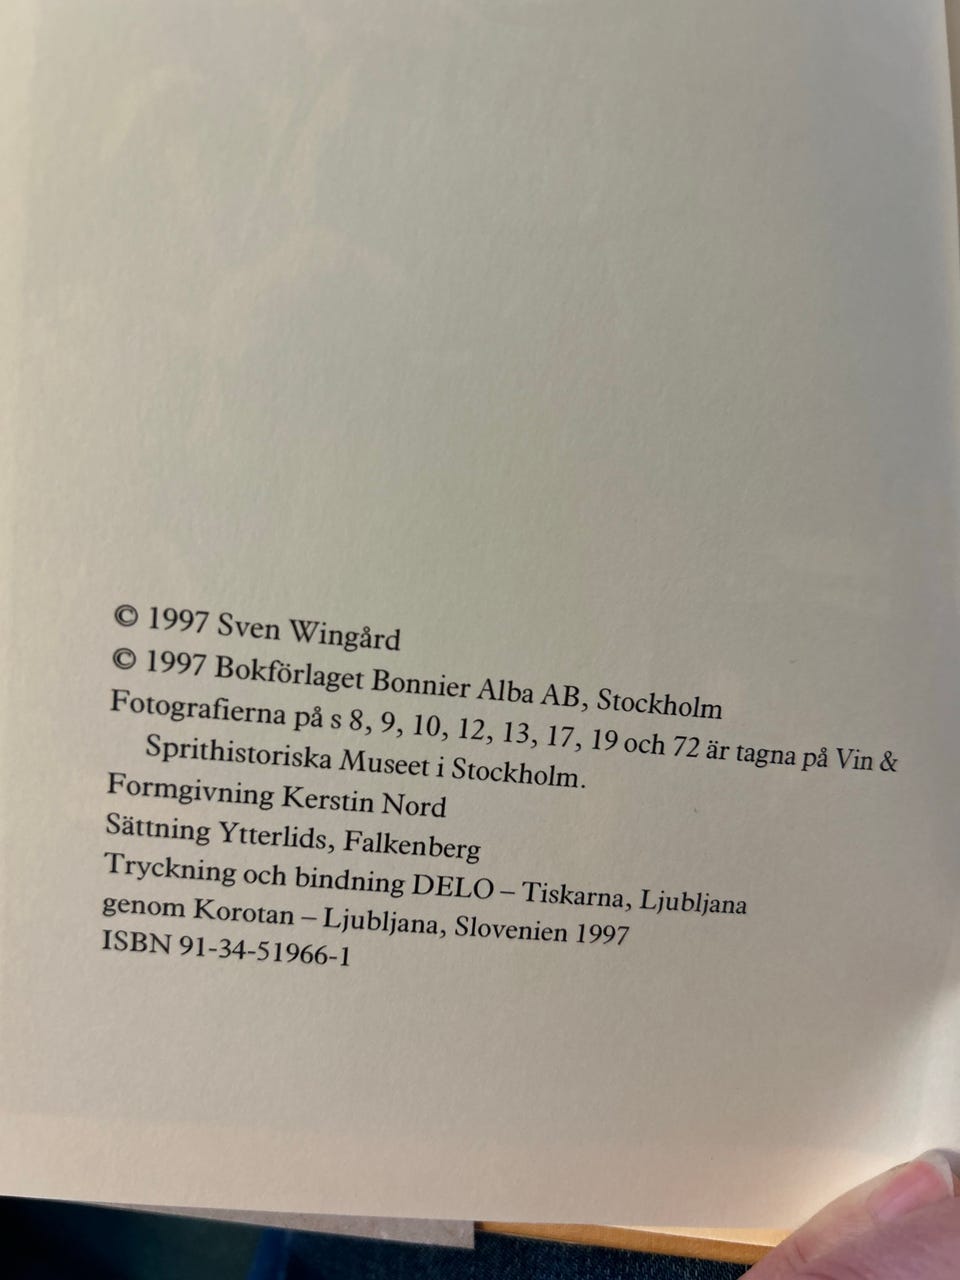 © 1997 Sven Wingård
© 1997 Bokförlaget Bonnier Alba AB, Stockholm
Fotografierna på s 8, 9, 10, 12, 13, 17, 19 och 72 är tagna på Vin &
Sprithistoriska Museet i Stockholm.
Formgivning Kerstin Nord
Sättning Ytterlids, Falkenberg
Tryckning och bindning DELO – Tiskarna, Ljubljana
genom Korotan – Ljubljana, Slovenien 1997
ISBN 91-34-51966-1